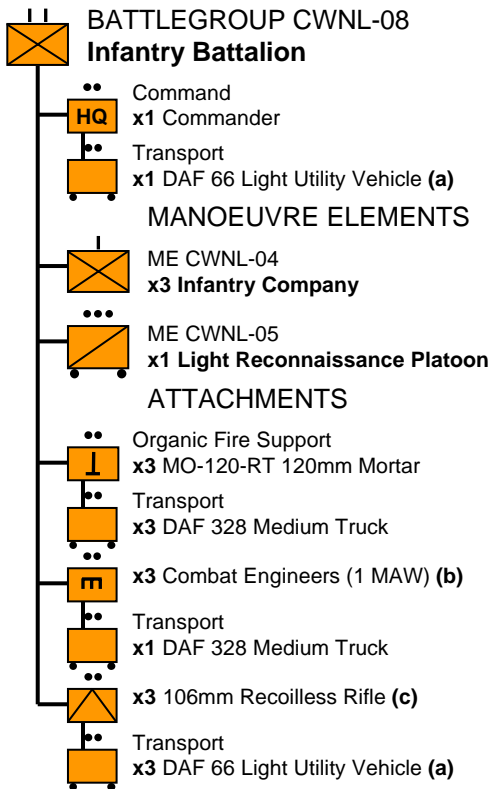 BATTLEGROUP CWNL-08
Infantry Battalion
Command
HQ
x1 Commander
Transport
x1 DAF 66 Light Utility Vehicle (a)
MANOEUVRE ELEMENTS
ME CWNL-04
x3 Infantry Company
ME CWNL-05
x1 Light Reconnaissance Platoon
ATTACHMENTS
Organic Fire Support
x3 MO-120-RT 120mm Mortar
Transport
x3 DAF 328 Medium Truck
x3 Combat Engineers (1 MAW) (b)
Transport
x1 DAF 328 Medium Truck
x3 106mm Recoilless Rifle (c)
Transport
x3 DAF 66 Light Utility Vehicle (a)